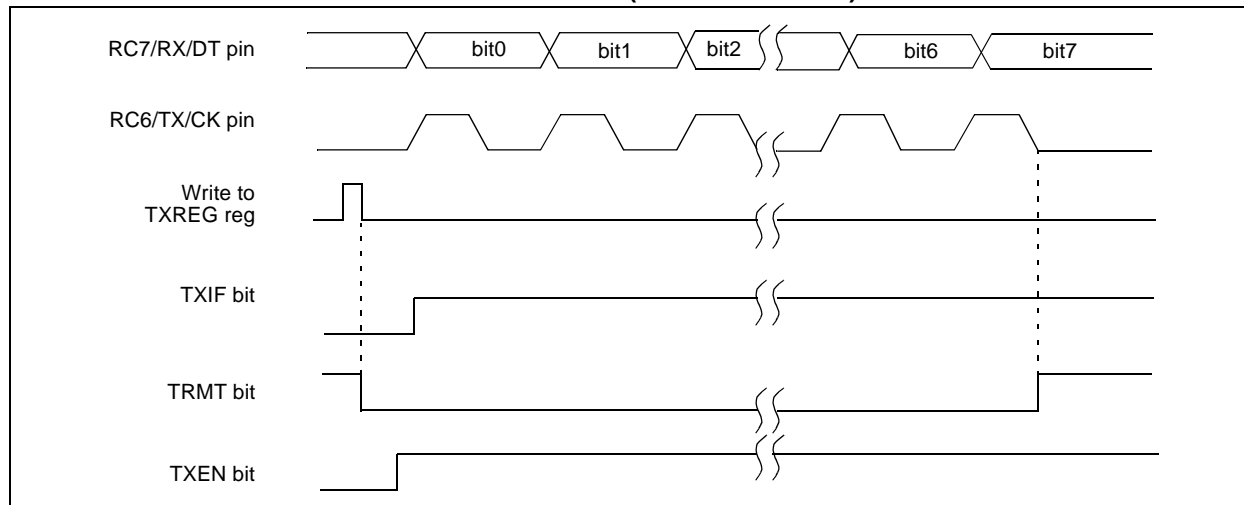 RC7/RX/DT pin
bit0
bit1
bit2
bit6
bit7
RC6/TX/CK pin
Write to
TXREG reg
TXIF bit
TRMT bit
TXEN bit